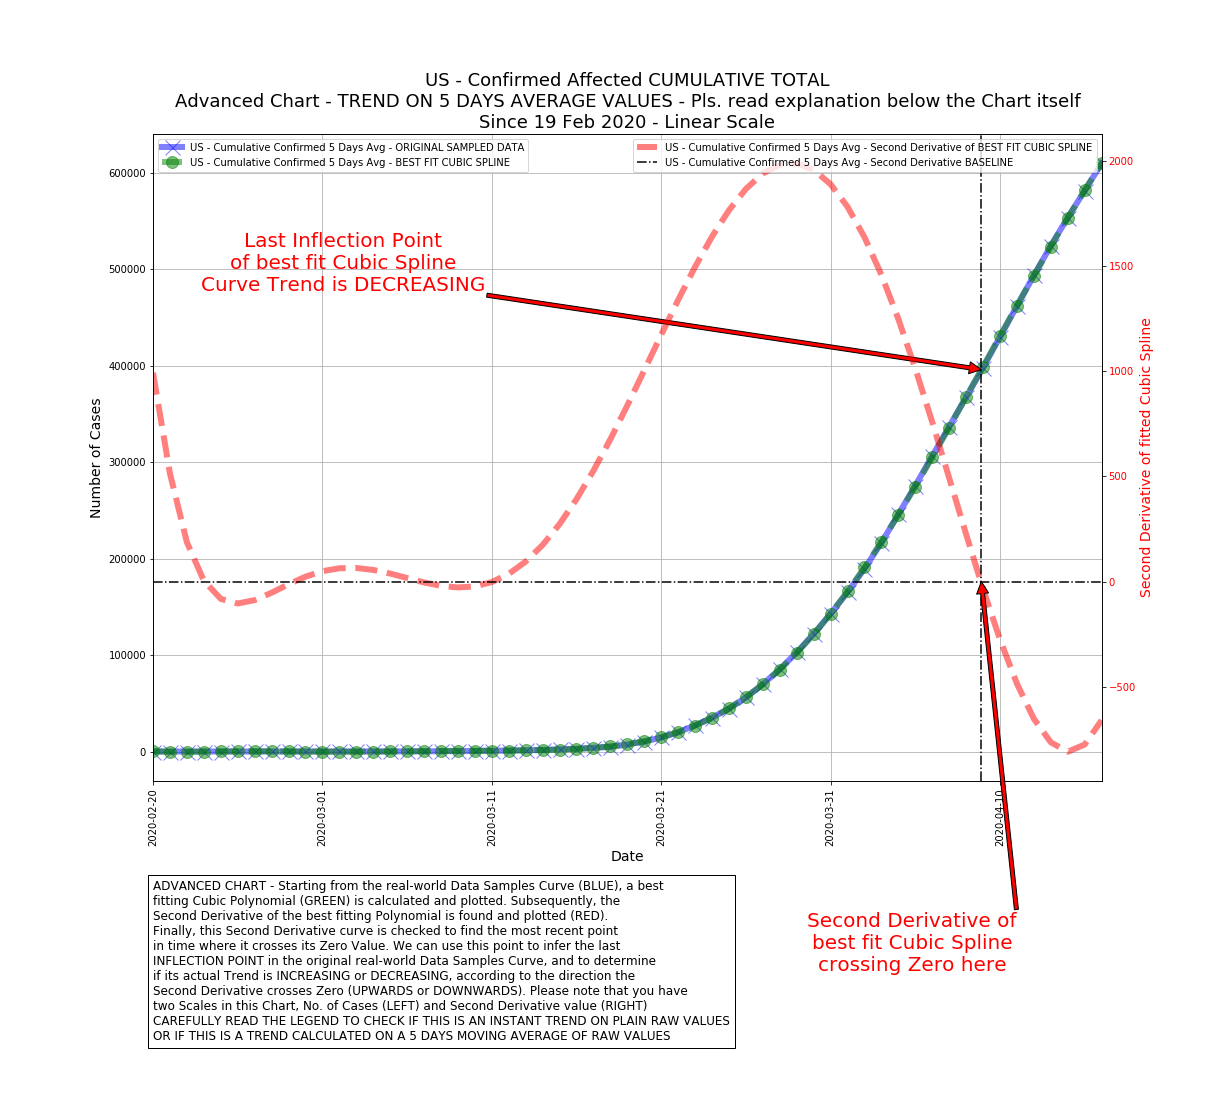 US - Confirmed Affected CUMULATIVE TOTAL
Advanced Chart - TREND ON 5 DAYS AVERAGE VALUES - Pls. read explanation below the Chart itself
Since 19 Feb 2020 - Linear Scale
US - Cumulative Confirmed 5 Days Avg - ORIGINAL SAMPLED DATA
US - Cumulative Confirmed 5 Days Avg - BEST FIT CUBIC SPLINE
US - Cumulative Confirmed 5 Days Avg - Second Derivative of BEST FIT CUBIC SPLINE
US - Cumulative Confirmed 5 Days Avg - Second Derivative BASELINE
Last Inflection Point
of best fit Cubic Spline
Curve Trend is DECREASING
Number of Cases
600000
500000
400000
300000
200000
100000
0
2000
1500
1000
500
0
−500
Second Derivative of fitted Cubic Spline
2020-02-20
2020-03-01
2020-03-11
2020-03-21
2020-03-31
2020-04-10
Date
Second Derivative of
best fit Cubic Spline
crossing Zero here
ADVANCED CHART - Starting from the real-world Data Samples Curve (BLUE), a best
fitting Cubic Polynomial (GREEN) is calculated and plotted. Subsequently, the
Second Derivative of the best fitting Polynomial is found and plotted (RED).
Finally, this Second Derivative curve is checked to find the most recent point
in time where it crosses its Zero Value. We can use this point to infer the last
INFLECTION POINT in the original real-world Data Samples Curve, and to determine
if its actual Trend is INCREASING or DECREASING, according to the direction the
Second Derivative crosses Zero (UPWARDS or DOWNWARDS). Please note that you have
two Scales in this Chart, No. of Cases (LEFT) and Second Derivative value (RIGHT)
CAREFULLY READ THE LEGEND TO CHECK IF THIS IS AN INSTANT TREND ON PLAIN RAW VALUES
OR IF THIS IS A TREND CALCULATED ON A 5 DAYS MOVING AVERAGE OF RAW VALUES